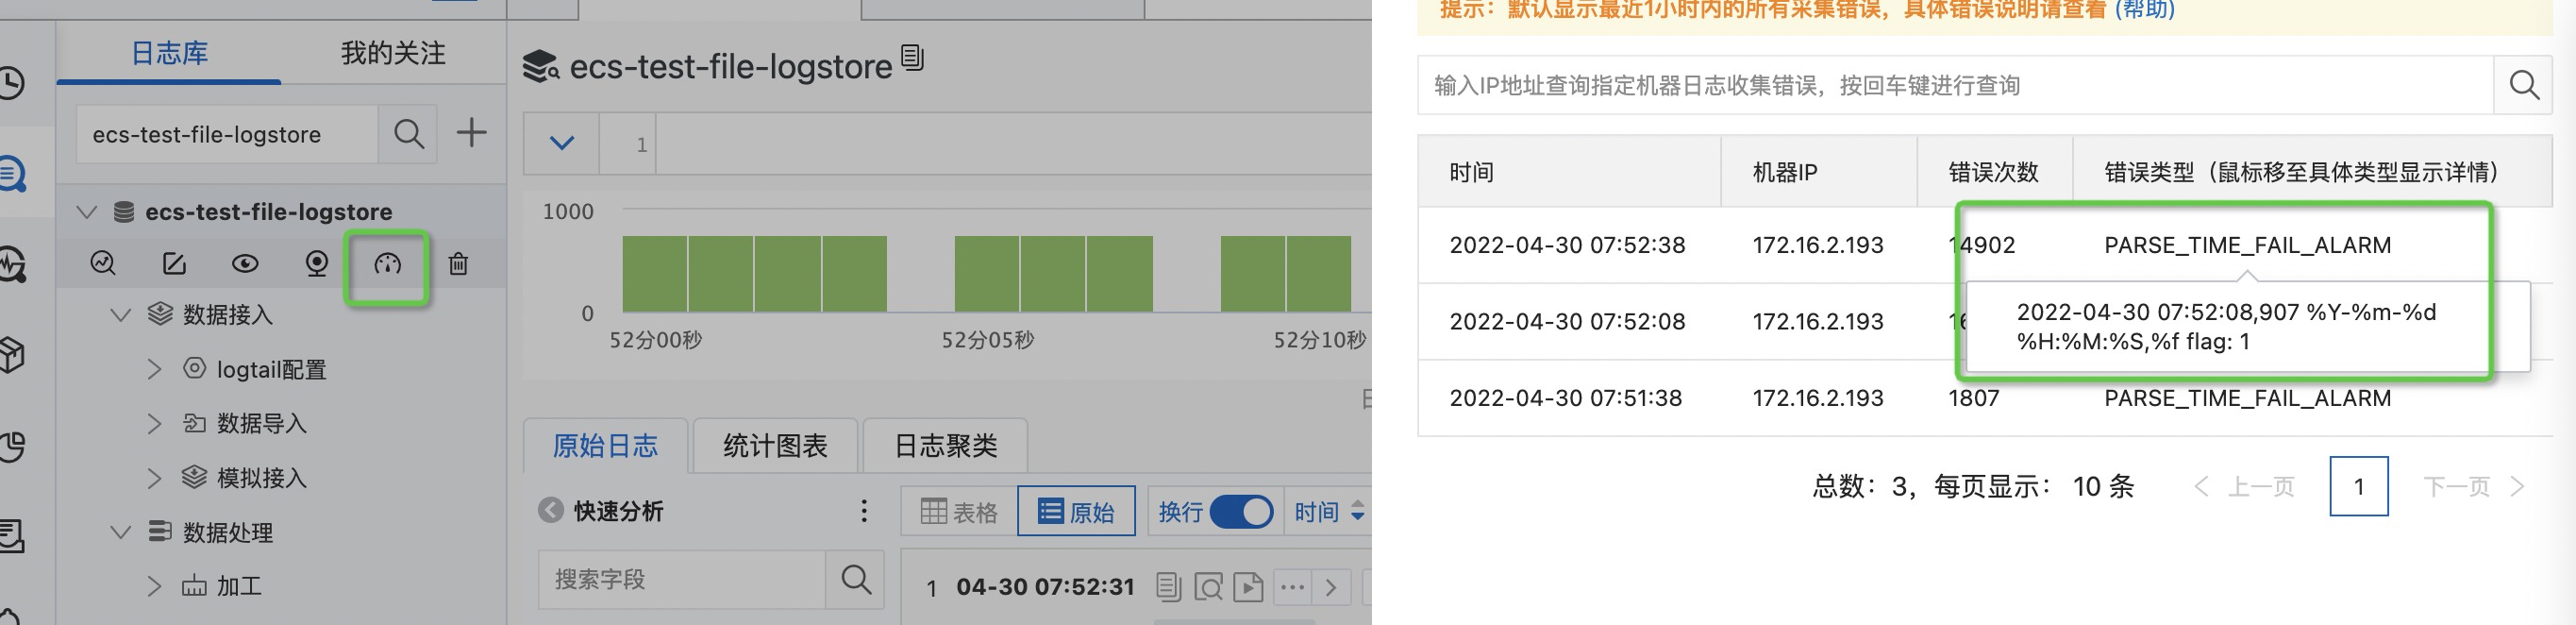 日志库
我的关注
ecs-test-file-logstore
ecs-test-file-logstore
数据接入
logtail配置
数据导入
模拟接入
数据处理
加工
ecs-test-file-logstore
1
1000
0
52分00秒
52分05秒
52分10秒
原始日志
统计图表
日志聚类
快速分析
搜索字段
表格
原始
换行
时间
1 04-30 07:52:31
提示：默认显示最近1小时内的所有采集错误，具体错误说明请查看 (帮助)
输入IP地址查询指定机器日志收集错误，按回车键进行查询
时间 机器IP 错误次数 错误类型（鼠标移至具体类型显示详情）
2022-04-30 07:52:38 172.16.2.193 14902 PARSE_TIME_FAIL_ALARM
2022-04-30 07:52:08,907 %Y-%m-%d
%H:%M:%S,%f flag: 1
2022-04-30 07:52:08 172.16.2.193
2022-04-30 07:51:38 172.16.2.193 1807 PARSE_TIME_FAIL_ALARM
总数：3，每页显示： 10 条 上一页 1 下一页